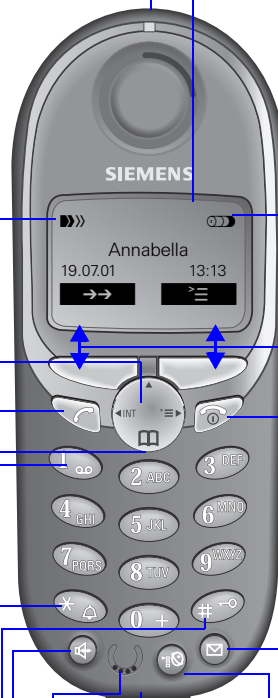 SIEMENS
Annabella
19.07.01 13:13
INT
1
2 ABC
3 DEF
4 GHI
5 JKL
6 MNO
7 PQRS
8 TUV
9 WXYZ
* 0 + #